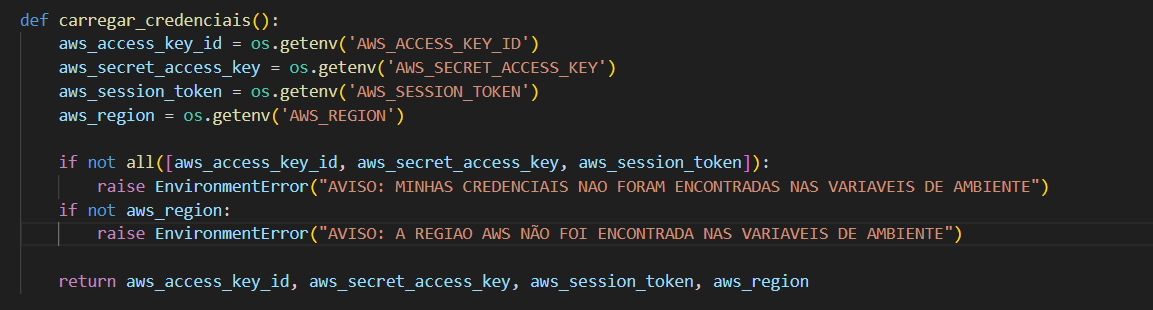 def carregar_credenciais():
    aws_access_key_id = os.getenv('AWS_ACCESS_KEY_ID')
    aws_secret_access_key = os.getenv('AWS_SECRET_ACCESS_KEY')
    aws_session_token = os.getenv('AWS_SESSION_TOKEN')
    aws_region = os.getenv('AWS_REGION')
    if not all([aws_access_key_id, aws_secret_access_key, aws_session_token]):
        raise EnvironmentError("AVISO: MINHAS CREDENCIAIS NAO FORAM ENCONTRADAS NAS VARIAVEIS DE AMBIENTE")
    if not aws_region:
        raise EnvironmentError("AVISO: A REGIAO AWS NÃO FOI ENCONTRADA NAS VARIAVEIS DE AMBIENTE")
    return aws_access_key_id, aws_secret_access_key, aws_session_token, aws_region